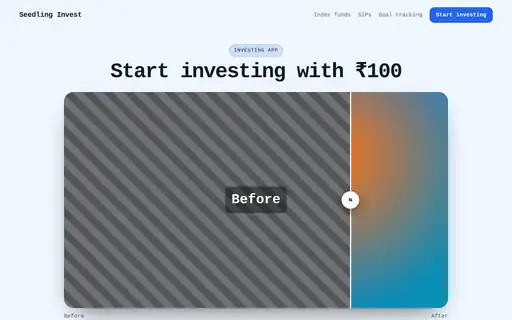 Seedling Invest
Index funds SIPs Goal tracking Start investing
INVESTING APP
Start investing with ₹100
Before
Before After